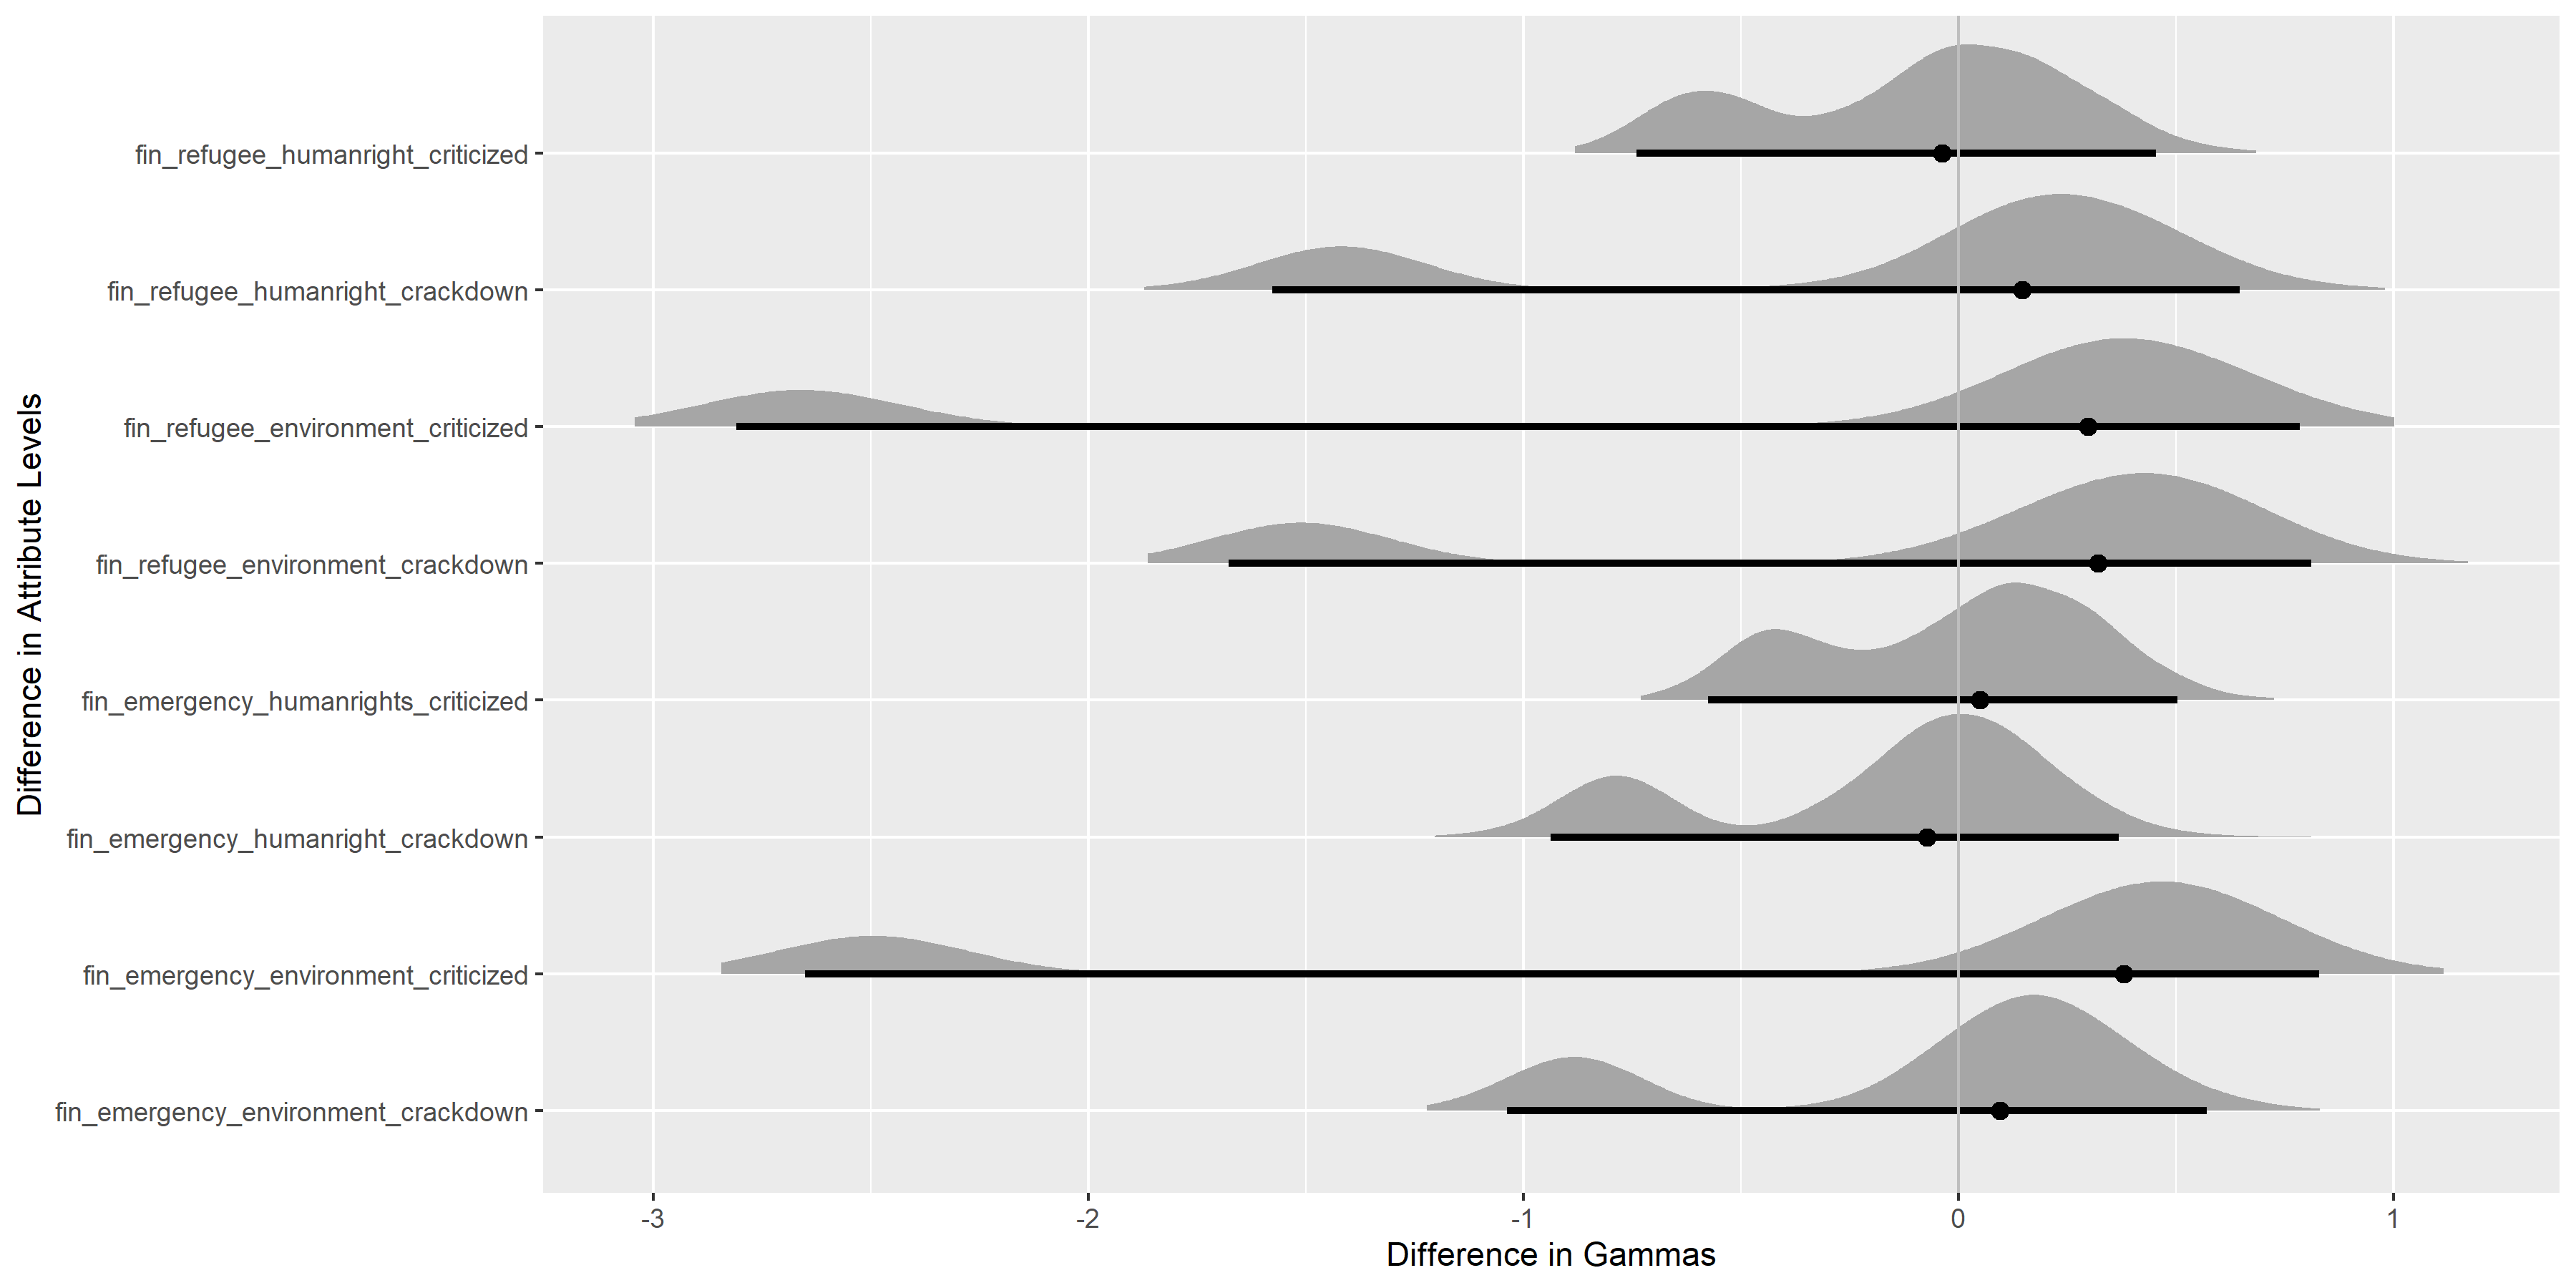 Difference in Attribute Levels
fin_refugee_humanright_criticized
fin_refugee_humanright_crackdown
fin_refugee_environment_criticized
fin_refugee_environment_crackdown
fin_emergency_humanrights_criticized
fin_emergency_humanright_crackdown
fin_emergency_environment_criticized
fin_emergency_environment_crackdown
-3 -2 -1 0 1
Difference in Gammas